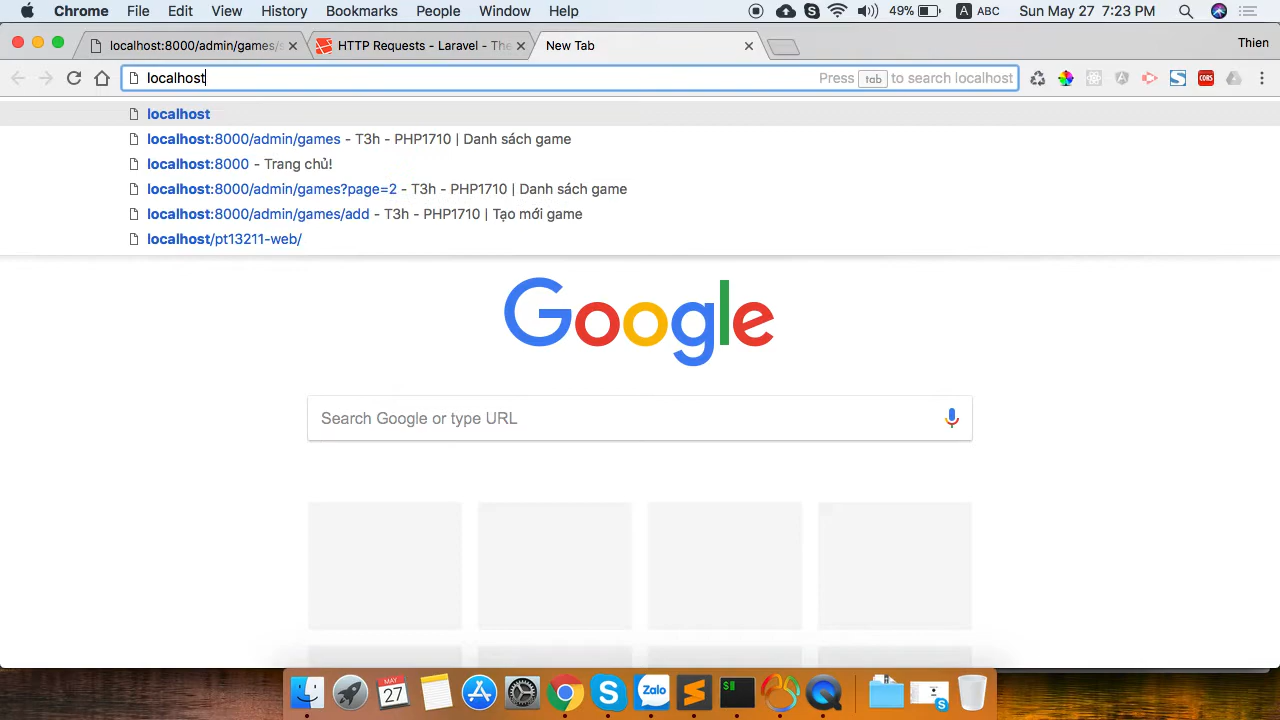 Chrome File Edit View History Bookmarks People Window Help 49% A ABC Sun May 27 7:23 PM
localhost:8000/admin/games/s HTTP Requests - Laravel - The New Tab Thien
localhost Press tab to search localhost CORS
localhost
localhost:8000/admin/games - T3h - PHP1710 | Danh sách game
localhost:8000 - Trang chủ!
localhost:8000/admin/games?page=2 - T3h - PHP1710 | Danh sách game
localhost:8000/admin/games/add - T3h - PHP1710 | Tạo mới game
localhost/pt13211-web/
Google
Search Google or type URL
MAY
27
Zalo
$